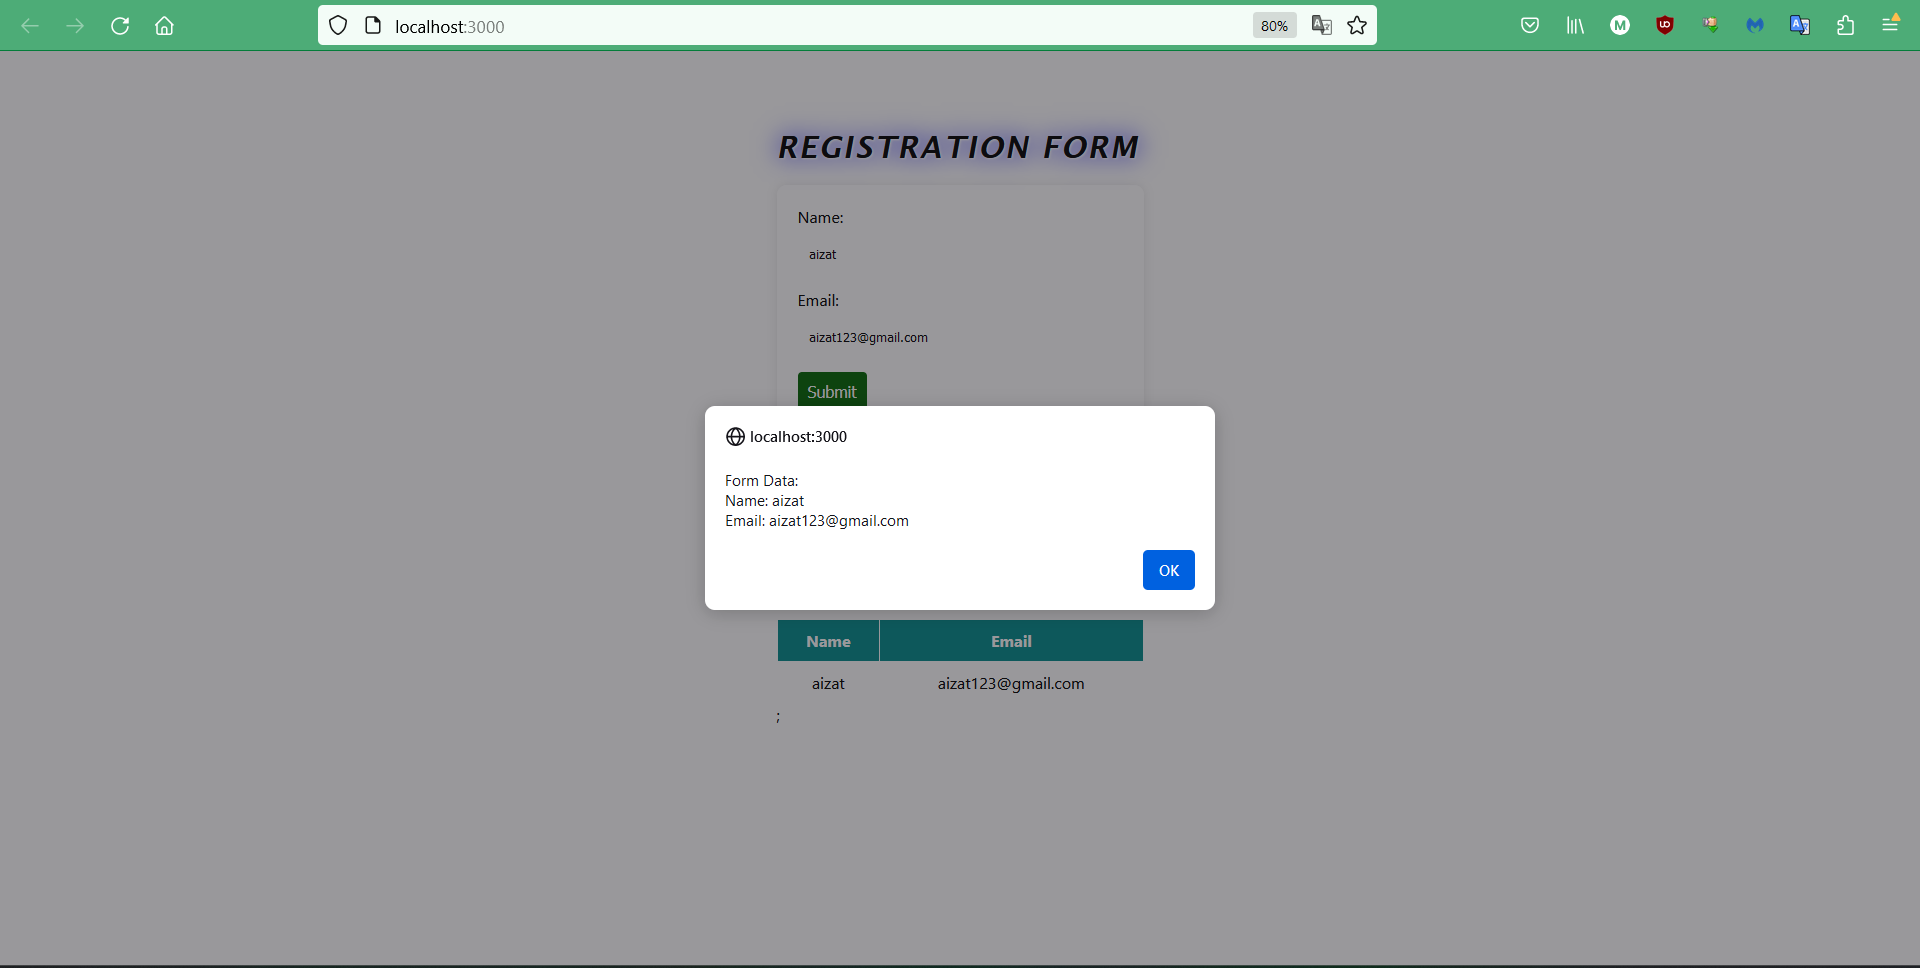 localhost:3000
80%
REGISTRATION FORM
Name:
aizat
Email:
aizat123@gmail.com
Submit
localhost:3000
Form Data:
Name: aizat
Email: aizat123@gmail.com
OK
Name Email
aizat aizat123@gmail.com
;